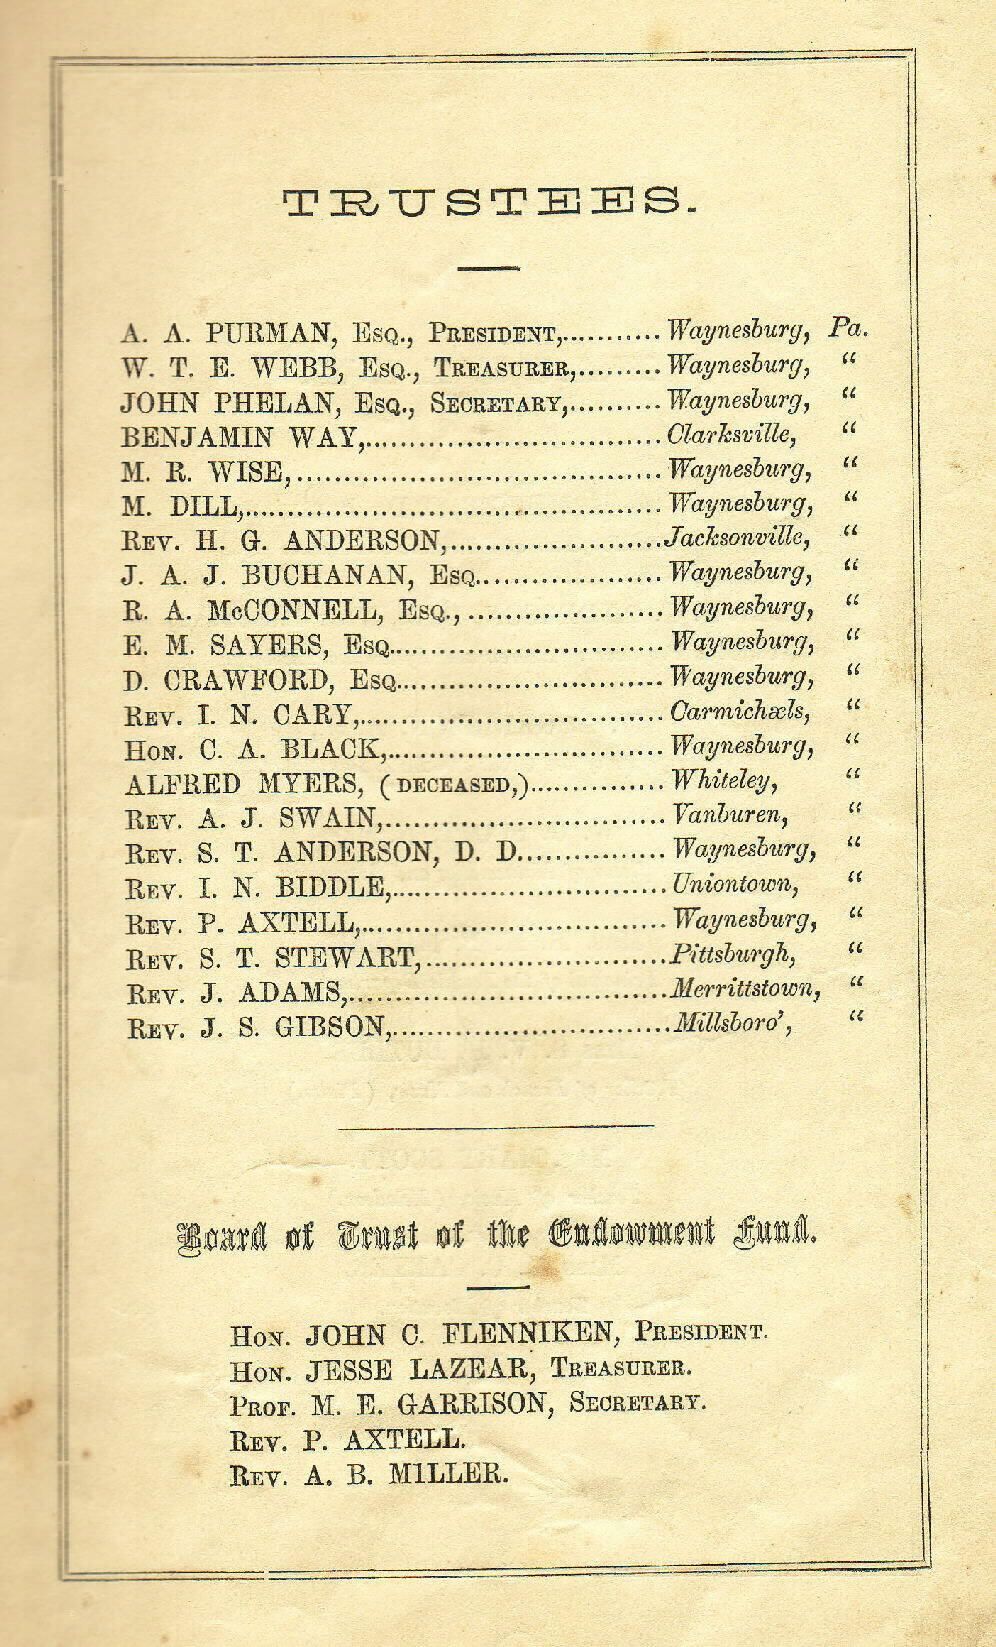 TRUSTEES.
A. A. PURMAN, Esq., President,........... Waynesburg, Pa.
W. T. E. WEBB, Esq., Treasurer,......... Waynesburg, “
JOHN PHELAN, Esq., Secretary,.......... Waynesburg, “
BENJAMIN WAY,............................... Clarksville, “
M. R. WISE,...................................... Waynesburg, “
M. DILL,........................................... Waynesburg, “
Rev. H. G. ANDERSON,.......................Jacksonville, “
J. A. J. BUCHANAN, Esq................... Waynesburg, “
R. A. McCONNELL, Esq.,.................... Waynesburg, “
E. M. SAYERS, Esq............................ Waynesburg, “
D. CRAWFORD, Esq........................... Waynesburg, “
Rev. I. N. CARY,................................ Carmichæls, “
Hon. C. A. BLACK,............................. Waynesburg, “
ALFRED MYERS, (deceased,).............. Whiteley, “
Rev. A. J. SWAIN,............................. Vanburen, “
Rev. S. T. ANDERSON, D. D................ Waynesburg, “
Rev. I. N. BIDDLE,............................. Uniontown, “
Rev. P. AXTELL,................................ Waynesburg, “
Rev. S. T. STEWART,.........................Pittsburgh, “
Rev. J. ADAMS,.................................Merrittstown, “
Rev. J. S. GIBSON,.............................Millsboro’, “
Board of Trust of the Endowment Fund.
Hon. JOHN C. FLENNIKEN, President.
Hon. JESSE LAZEAR, Treasurer.
Prof. M. E. GARRISON, Secretary.
Rev. P. AXTELL.
Rev. A. B. M1LLER.